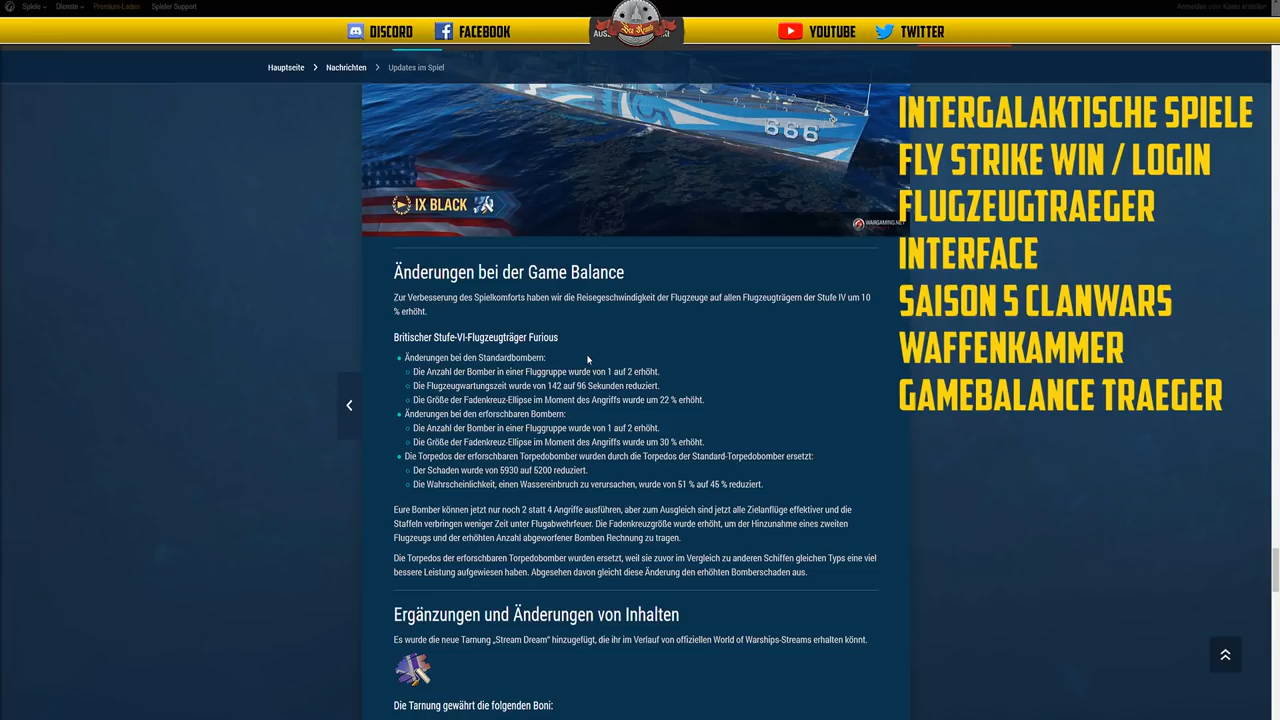 Spiele
Dienste
Premium-Laden
Spieler Support
Anmelden oder Konto erstellen
DISCORD
FACEBOOK
YOUTUBE
TWITTER
Hauptseite
Nachrichten
Updates im Spiel
666
IX BLACK
WARGAMING.NET
INTERGALAKTISCHE SPIELE
FLY STRIKE WIN / LOGIN
FLUGZEUGTRAEGER
INTERFACE
SAISON 5 CLANWARS
WAFFENKAMMER
GAMEBALANCE TRAEGER
Änderungen bei der Game Balance
Zur Verbesserung des Spielkomforts haben wir die Reisegeschwindigkeit der Flugzeuge auf allen Flugzeugträgern der Stufe IV um 10
% erhöht.
Britischer Stufe-VI-Flugzeugträger Furious
Änderungen bei den Standardbombern:
Die Anzahl der Bomber in einer Fluggruppe wurde von 1 auf 2 erhöht.
Die Flugzeugwartungszeit wurde von 142 auf 96 Sekunden reduziert.
Die Größe der Fadenkreuz-Ellipse im Moment des Angriffs wurde um 22 % erhöht.
Änderungen bei den erforschbaren Bombern:
Die Anzahl der Bomber in einer Fluggruppe wurde von 1 auf 2 erhöht.
Die Größe der Fadenkreuz-Ellipse im Moment des Angriffs wurde um 30 % erhöht.
Die Torpedos der erforschbaren Torpedobomber wurden durch die Torpedos der Standard-Torpedobomber ersetzt:
Der Schaden wurde von 5930 auf 5200 reduziert.
Die Wahrscheinlichkeit, einen Wassereinbruch zu verursachen, wurde von 51 % auf 45 % reduziert.
Eure Bomber können jetzt nur noch 2 statt 4 Angriffe ausführen, aber zum Ausgleich sind jetzt alle Zielanflüge effektiver und die
Staffeln verbringen weniger Zeit unter Flugabwehrfeuer. Die Fadenkreuzgröße wurde erhöht, um der Hinzunahme eines zweiten
Flugzeugs und der erhöhten Anzahl abgeworfener Bomben Rechnung zu tragen.
Die Torpedos der erforschbaren Torpedobomber wurden ersetzt, weil sie zuvor im Vergleich zu anderen Schiffen gleichen Typs eine viel
bessere Leistung aufgewiesen haben. Abgesehen davon gleicht diese Änderung den erhöhten Bomberschaden aus.
Ergänzungen und Änderungen von Inhalten
Es wurde die neue Tarnung „Stream Dream" hinzugefügt, die ihr im Verlauf von offiziellen World of Warships-Streams erhalten könnt.
Die Tarnung gewährt die folgenden Boni: